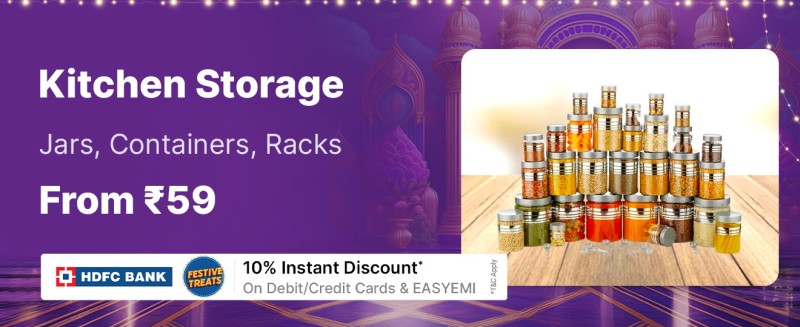 Kitchen Storage
Jars, Containers, Racks
From ₹59
HDFC BANK
FESTIVE
TREATS
10% Instant Discount*
On Debit/Credit Cards & EASYEMI
*T&C Apply